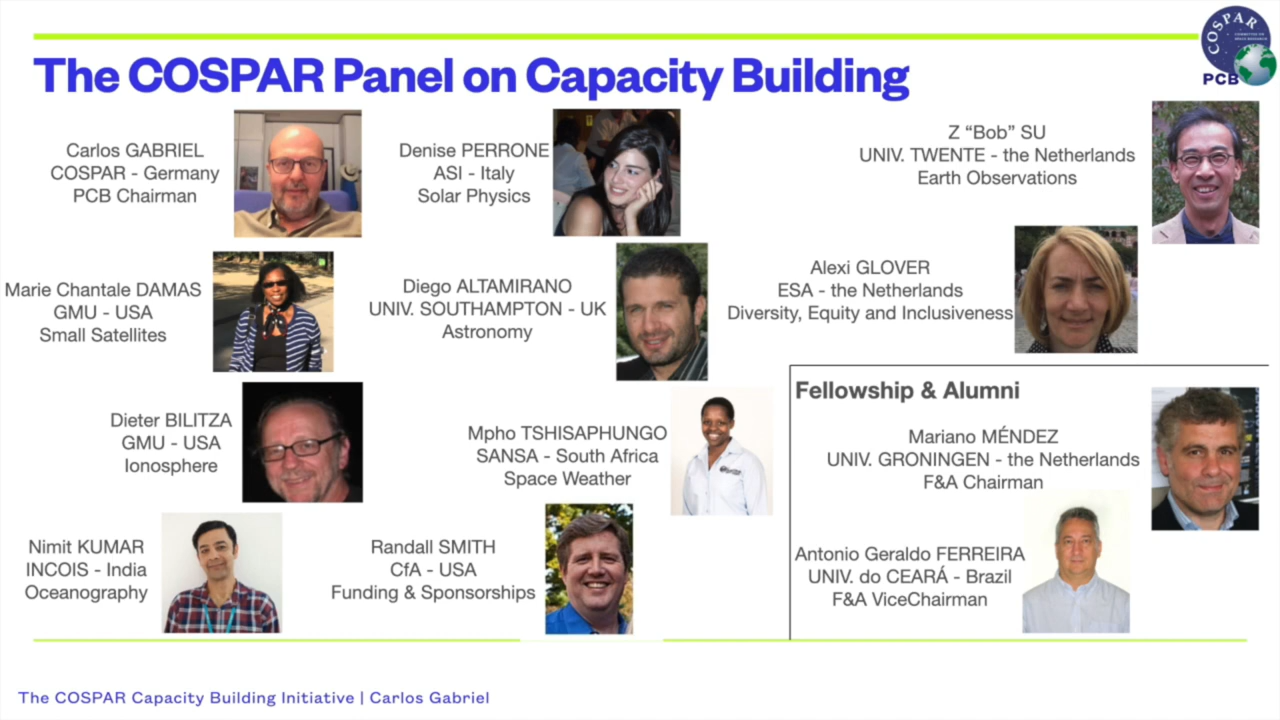 The COSPAR Panel on Capacity Building
COSPAR
PCB
Carlos GABRIEL
COSPAR - Germany
PCB Chairman
Denise PERRONE
ASI - Italy
Solar Physics
Z “Bob” SU
UNIV. TWENTE - the Netherlands
Earth Observations
Marie Chantale DAMAS
GMU - USA
Small Satellites
Diego ALTAMIRANO
UNIV. SOUTHAMPTON - UK
Astronomy
Alexi GLOVER
ESA - the Netherlands
Diversity, Equity and Inclusiveness
Dieter BILITZA
GMU - USA
Ionosphere
Mpho TSHISAPHUNGO
SANSA - South Africa
Space Weather
Fellowship & Alumni
Mariano MÉNDEZ
UNIV. GRONINGEN - the Netherlands
F&A Chairman
Nimit KUMAR
INCOIS - India
Oceanography
Randall SMITH
CfA - USA
Funding & Sponsorships
Antonio Geraldo FERREIRA
UNIV. do CEARÁ - Brazil
F&A ViceChairman
The COSPAR Capacity Building Initiative | Carlos Gabriel